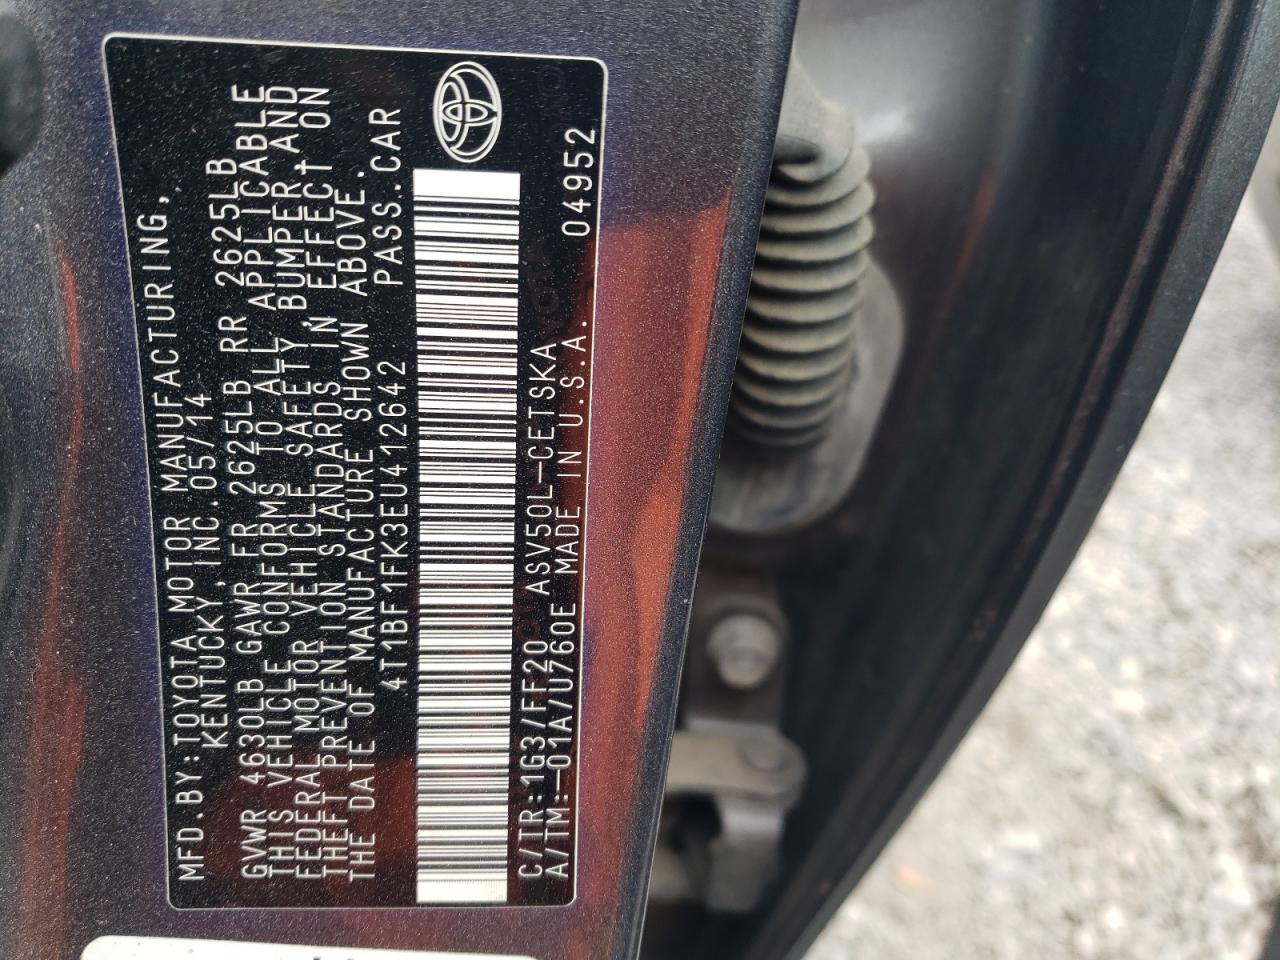 MFD.BY:TOYOTA MOTOR MANUFACTURING,
KENTUCKY,INC.05/14
GVWR 4630LB GAWR FR 2625LB RR 2625LB
THIS VEHICLE CONFORMS TO ALL APPLICABLE
FEDERAL MOTOR VEHICLE SAFETY,BUMPER AND
THEFT PREVENTION STANDARDS IN EFFECT ON
THE DATE OF MANUFACTURE SHOWN ABOVE.
4T1BF1FK3EU412642 PASS.CAR
C/TR:1G3/FF20 ASV50L-CETSKA
A/TM:-01A/U760E MADE IN U.S.A. 04952